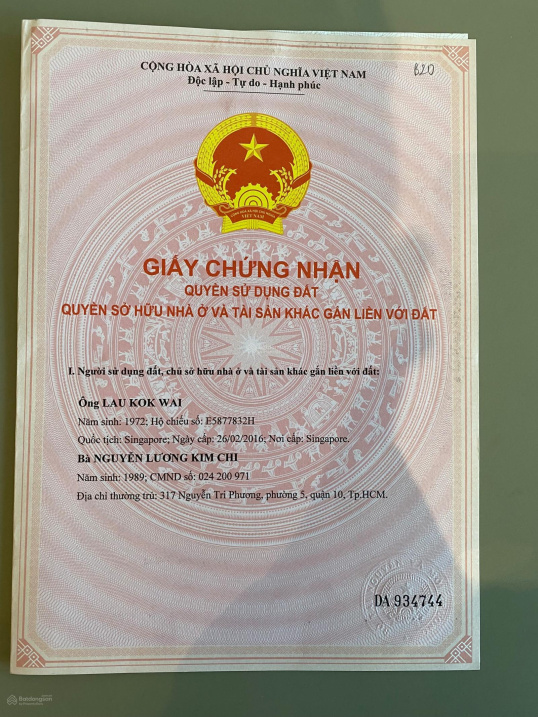 CỘNG HÒA XÃ HỘI CHỦ NGHĨA VIỆT NAM
Độc lập - Tự do - Hạnh phúc
B20
VIỆT NAM
GIẤY CHỨNG NHẬN
QUYỀN SỬ DỤNG ĐẤT
QUYỀN SỞ HỮU NHÀ Ở VÀ TÀI SẢN KHÁC GẮN LIỀN VỚI ĐẤT
I. Người sử dụng đất, chủ sở hữu nhà ở và tài sản khác gắn liền với đất:
Ông LAU KOK WAI
Năm sinh: 1972; Hộ chiếu số: E5877832H
Quốc tịch: Singapore; Ngày cấp: 26/02/2016; Nơi cấp: Singapore.
Bà NGUYỄN LƯƠNG KIM CHI
Năm sinh: 1989; CMND số: 024 200 971
Địa chỉ thường trú: 317 Nguyễn Tri Phương, phường 5, quận 10, Tp.HCM.
DA 934744
Batdongsan